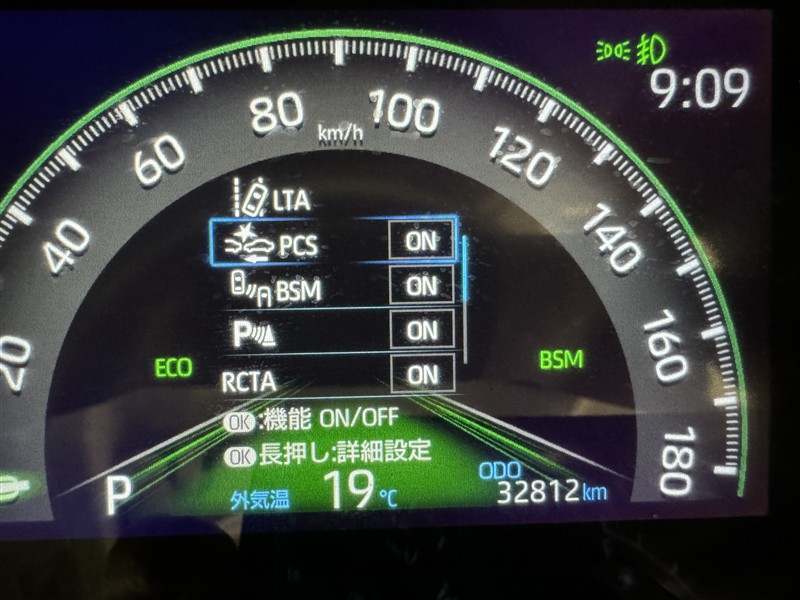 9:09
80
100
km/h
60
120
40
140
20
160
180
LTA
PCS ON
BSM ON
P ON
RCTA ON
ECO
BSM
OK:機能 ON/OFF
OK長押し:詳細設定
P
外気温 19℃
ODO
32812km